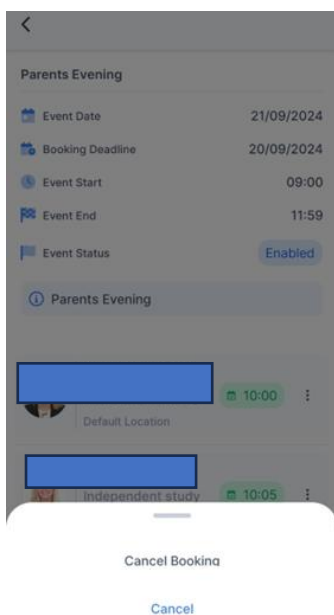 Parents Evening
Event Date 21/09/2024
Booking Deadline 20/09/2024
Event Start 09:00
Event End 11:59
Event Status Enabled
Parents Evening
10:00
Default Location
Independent study 10:05
Cancel Booking
Cancel